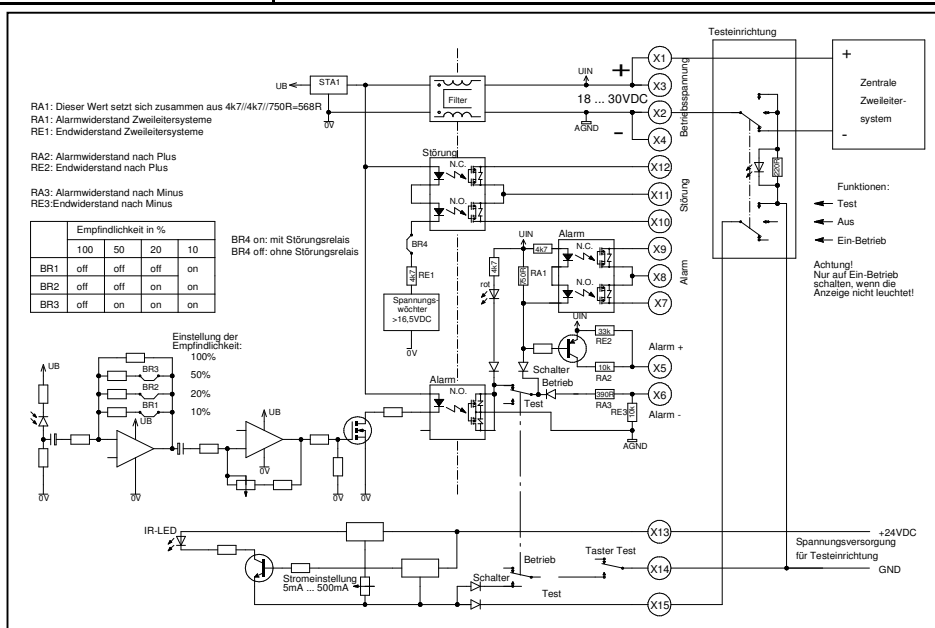 Testeinrichtung
X1
+
UIN
+
UB
STA1
Filter
X3
Zentrale
Zweileiter-
system
-
18 ... 30VDC
Betriebsspannung
RA1: Dieser Wert setzt sich zusammen aus 4k7//4k7//750R=568R
0V
X2
RA1: Alarmwiderstand Zweileitersysteme
AGND
RE1: Endwiderstand Zweileitersysteme
-
X4
RA2: Alarmwiderstand nach Plus
RE2: Endwiderstand nach Plus
RA3: Alarmwiderstand nach Minus
RE3:Endwiderstand nach Minus
Störung
N.C.
N.O.
X12
X11
X10
Störung
220R
Funktionen:
Test
Aus
Ein-Betrieb
Achtung!
Nur auf Ein-Betrieb
schalten, wenn die
Anzeige nicht leuchtet!
Empfindlichkeit in %
100 50 20 10
BR1 off off off on
BR2 off off on on
BR3 off on on on
BR4 on: mit Störungsrelais
BR4 off: ohne Störungsrelais
BR4
4k7
RE1
Spannungs-
wöchter
>16,5VDC
0V
UIN
4k7
rot
750R
RA1
4k7
Alarm
N.C.
N.O.
X9
X8
X7
Alarm
UIN
33k
RE2
10k
RA2
Alarm +
X5
Schalter
Betrieb
Test
390R
RA3
X6
Alarm -
RE3
10k
AGND
Alarm
N.O.
Einstellung der
Empfindlichkeit:
100%
50%
20%
10%
UB
BR3
BR2
BR1
UB
UB
0V
0V
0V
0V
0V
IR-LED
Stromeinstellung
5mA ... 500mA
X13
+24VDC
Spannungsversorgung
für Testeinrichtung
GND
Schalter
Betrieb
Test
Taster Test
X14
X15